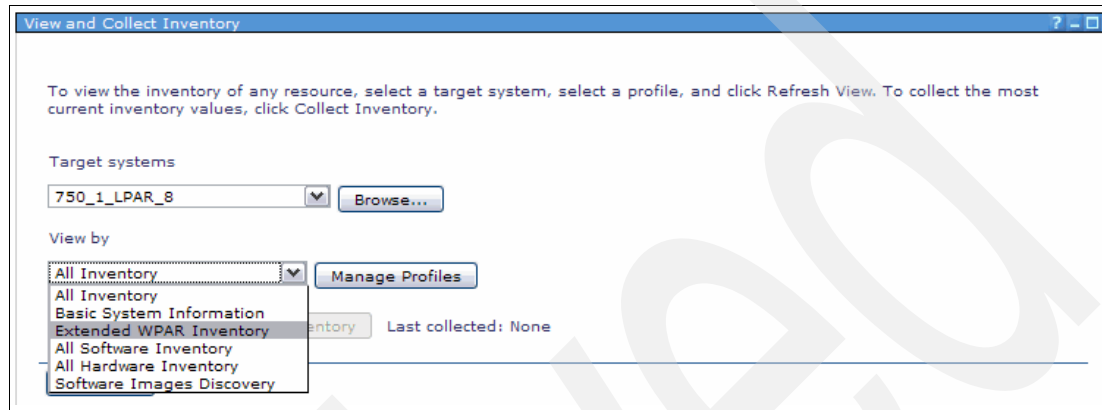 View and Collect Inventory
To view the inventory of any resource, select a target system, select a profile, and click Refresh View. To collect the most
current inventory values, click Collect Inventory.
Target systems
750_1_LPAR_8
Browse...
View by
All Inventory
Manage Profiles
All Inventory
Basic System Information
Extended WPAR Inventory
Last collected: None
All Software Inventory
All Hardware Inventory
Software Images Discovery